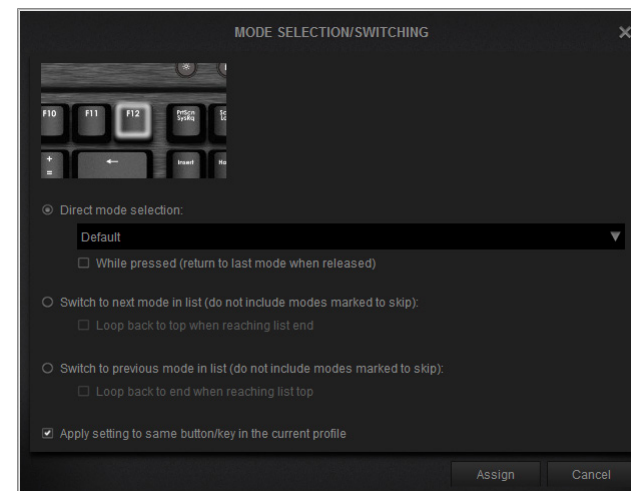 MODE SELECTION/SWITCHING
F10 F11 F12 PrtScn
SysRq
+
=
Insert
Direct mode selection:
Default
While pressed (return to last mode when released)
Switch to next mode in list (do not include modes marked to skip):
Loop back to top when reaching list end
Switch to previous mode in list (do not include modes marked to skip):
Loop back to end when reaching list top
Apply setting to same button/key in the current profile
Assign Cancel